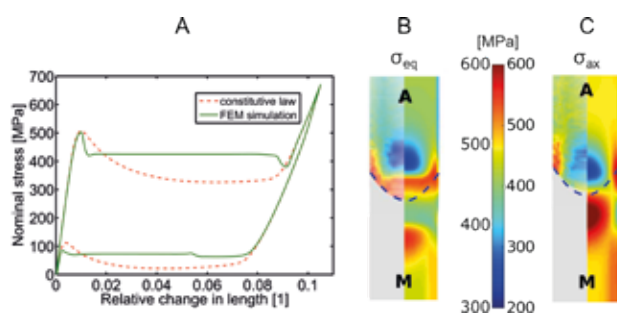 A
B
C
σeq
[MPa]
σax
700
600
500
400
300
200
100
0
Nominal stress [MPa]
constitutive law
FEM simulation
0
0.02
0.04
0.06
0.08
0.1
Relative change in length [1]
A
M
600
500
400
300
600
500
400
300
200
A
M